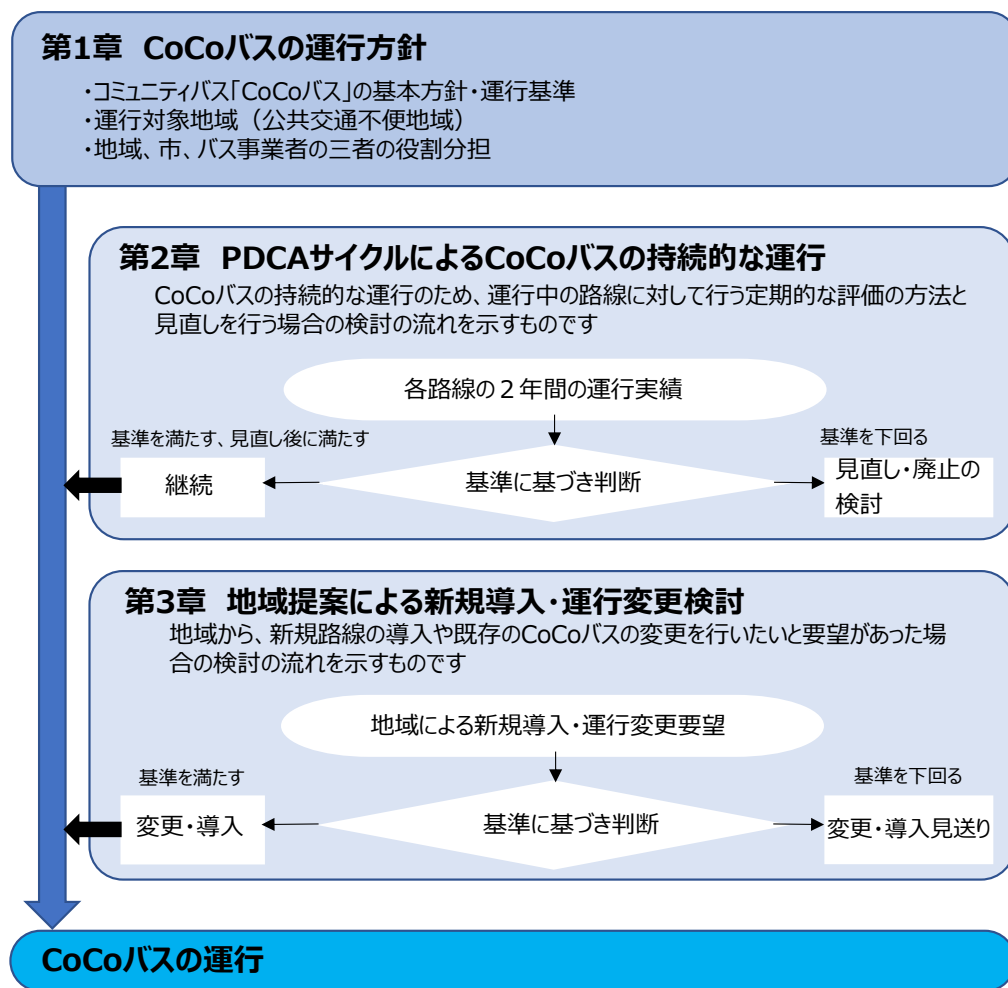 第1章 CoCoバスの運行方針
・コミュニティバス「CoCoバス」の基本方針・運行基準
・運行対象地域（公共交通不便地域）
・地域、市、バス事業者の三者の役割分担
第2章 PDCAサイクルによるCoCoバスの持続的な運行
CoCoバスの持続的な運行のため、運行中の路線に対して行う定期的な評価の方法と
見直しを行う場合の検討の流れを示すものです
各路線の２年間の運行実績
基準を満たす、見直し後に満たす
基準を下回る
継続
基準に基づき判断
見直し・廃止の
検討
第3章 地域提案による新規導入・運行変更検討
地域から、新規路線の導入や既存のCoCoバスの変更を行いたいと要望があった場
合の検討の流れを示すものです
地域による新規導入・運行変更要望
基準を満たす
基準を下回る
変更・導入
基準に基づき判断
変更・導入見送り
CoCoバスの運行